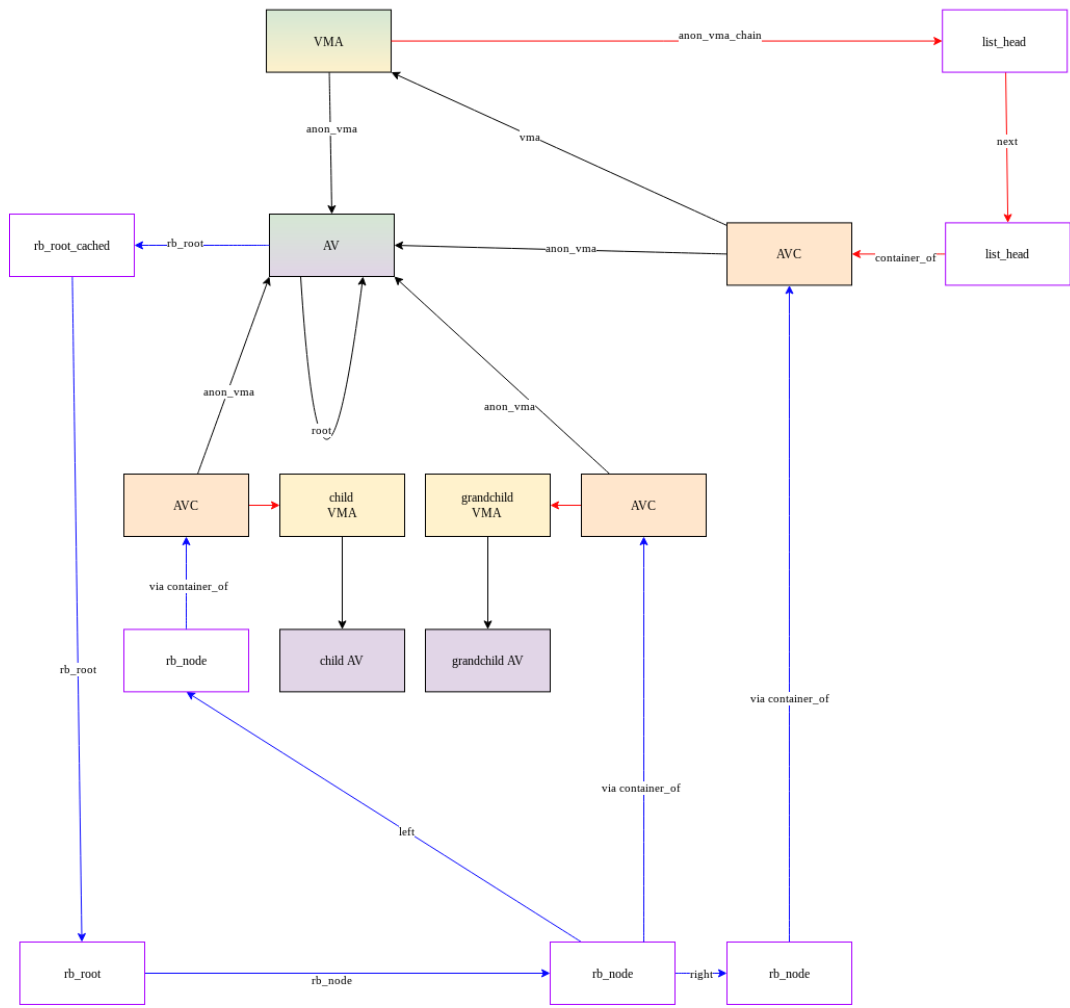 VMA
anon_vma_chain
list_head
anon_vma
vma
next
rb_root_cached
rb_root
AV
anon_vma
AVC
container_of
list_head
anon_vma
anon_vma
root
AVC
child
VMA
grandchild
VMA
AVC
via container_of
rb_node
child AV
grandchild AV
rb_root
via container_of
via container_of
left
rb_root
rb_node
rb_node
right
rb_node